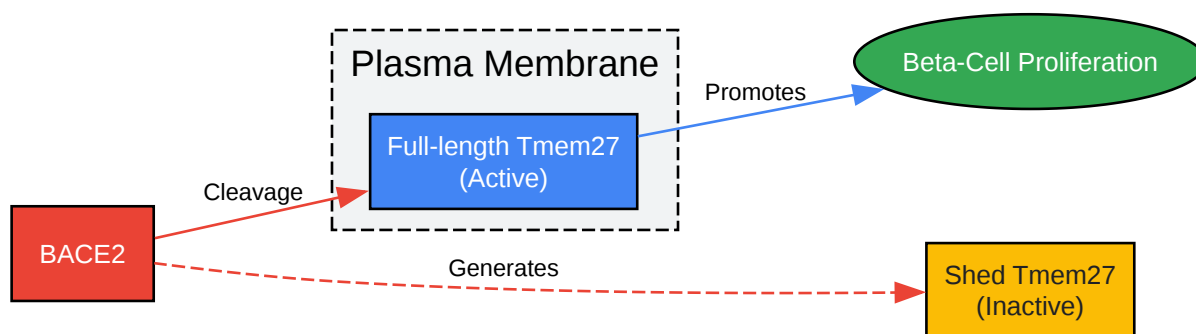 Plasma Membrane
Beta-Cell Proliferation
Promotes
Full-length Tmem27
(Active)
Cleavage
BACE2
Generates
Shed Tmem27
(Inactive)